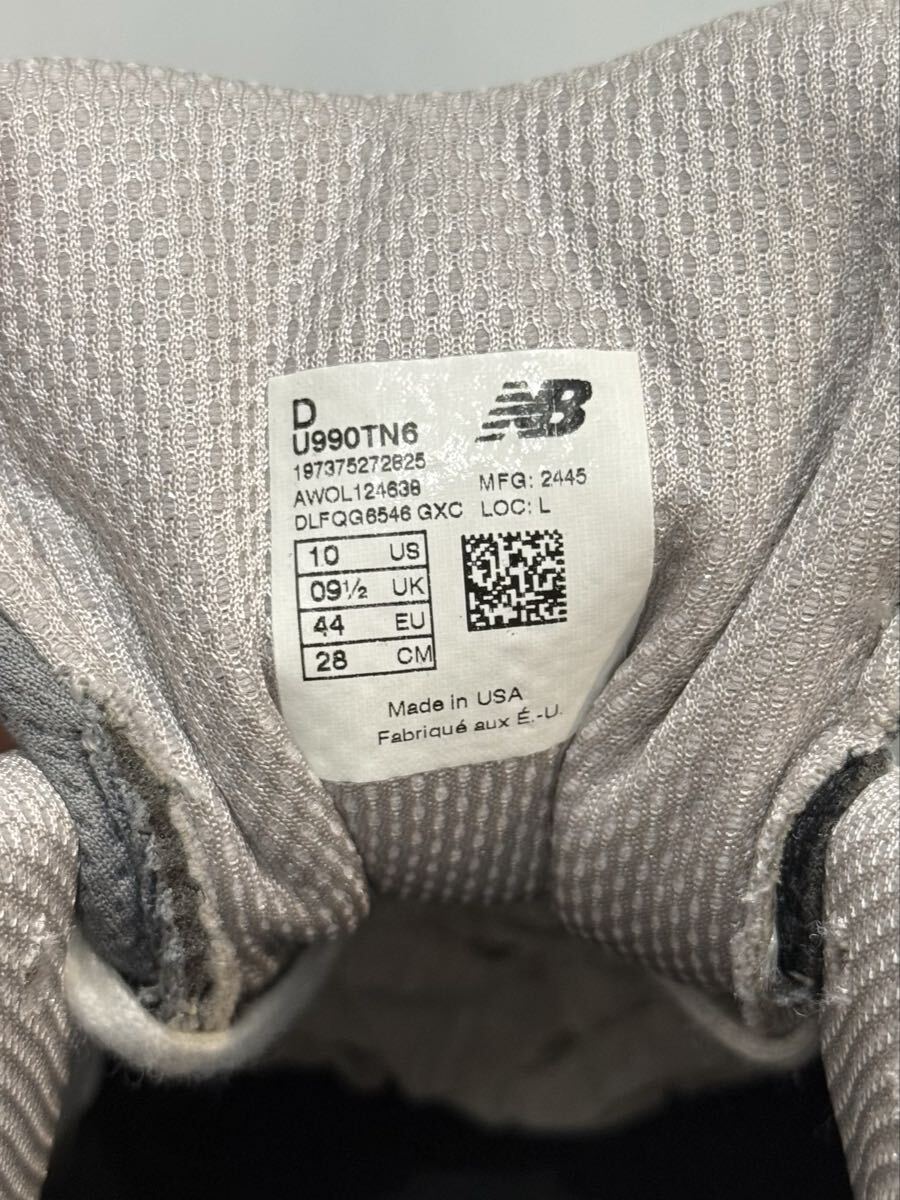 D
NB
U990TN6
197375272825
AWOL124638
MFG: 2445
DLFQG6546 GXC
LOC: L
10 US
09½ UK
44 EU
28 CM
Made in USA
Fabriqué aux É.-U.